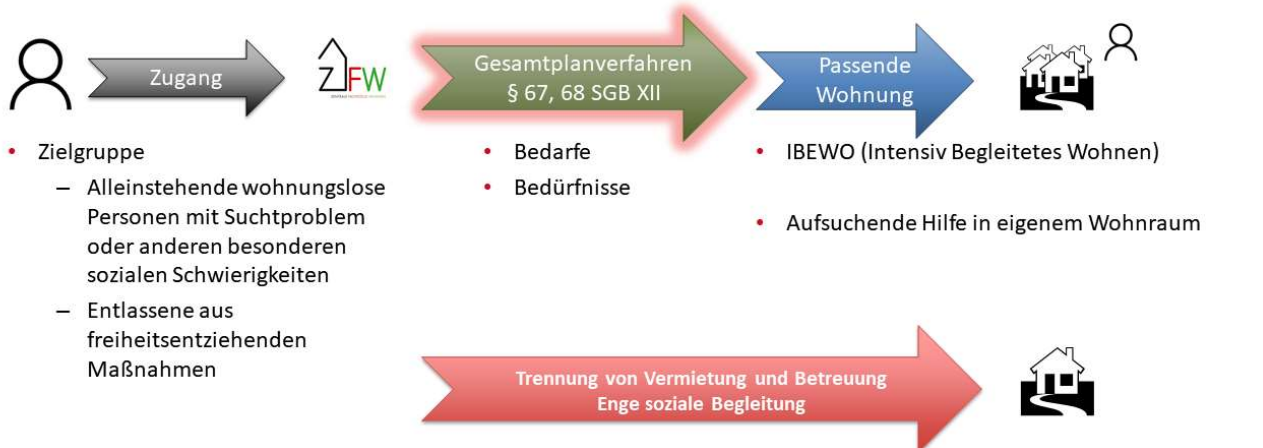 Zugang
ZFW
Gesamtplanverfahren
§ 67, 68 SGB XII
Passende
Wohnung
• Zielgruppe
– Alleinstehende wohnungslose
Personen mit Suchtproblem
oder anderen besonderen
sozialen Schwierigkeiten
– Entlassene aus
freiheitsentziehenden
Maßnahmen
• Bedarfe
• Bedürfnisse
• IBEWO (Intensiv Begleitetes Wohnen)
• Aufsuchende Hilfe in eigenem Wohnraum
Trennung von Vermietung und Betreuung
Enge soziale Begleitung